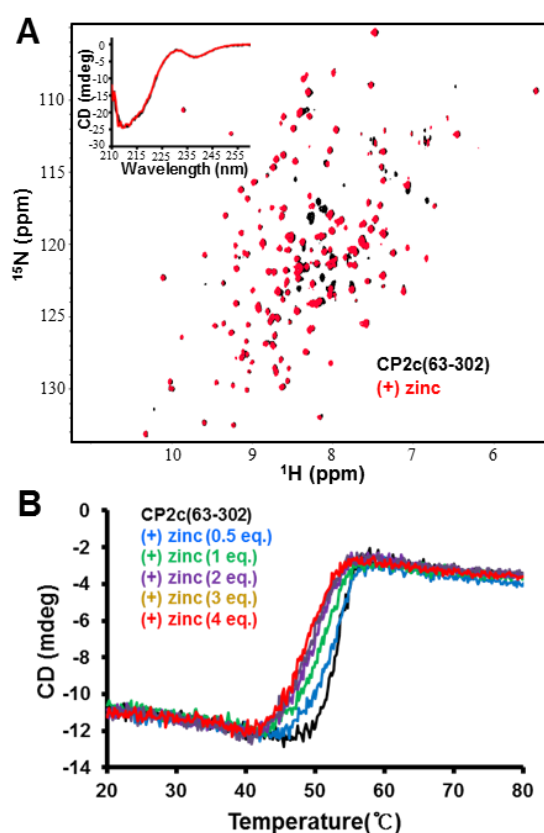 A
CD (mdeg)
0
-5
-10
-15
-20
-25
-30
210 215 225 235 245 255
Wavelength (nm)
110
115
120
125
130
¹⁵N (ppm)
CP2c(63-302)
(+) zinc
10 9 8 7 6
¹H (ppm)
B
0
-2
-4
-6
-8
-10
-12
-14
CD (mdeg)
CP2c(63-302)
(+) zinc (0.5 eq.)
(+) zinc (1 eq.)
(+) zinc (2 eq.)
(+) zinc (3 eq.)
(+) zinc (4 eq.)
20 30 40 50 60 70 80
Temperature(℃)